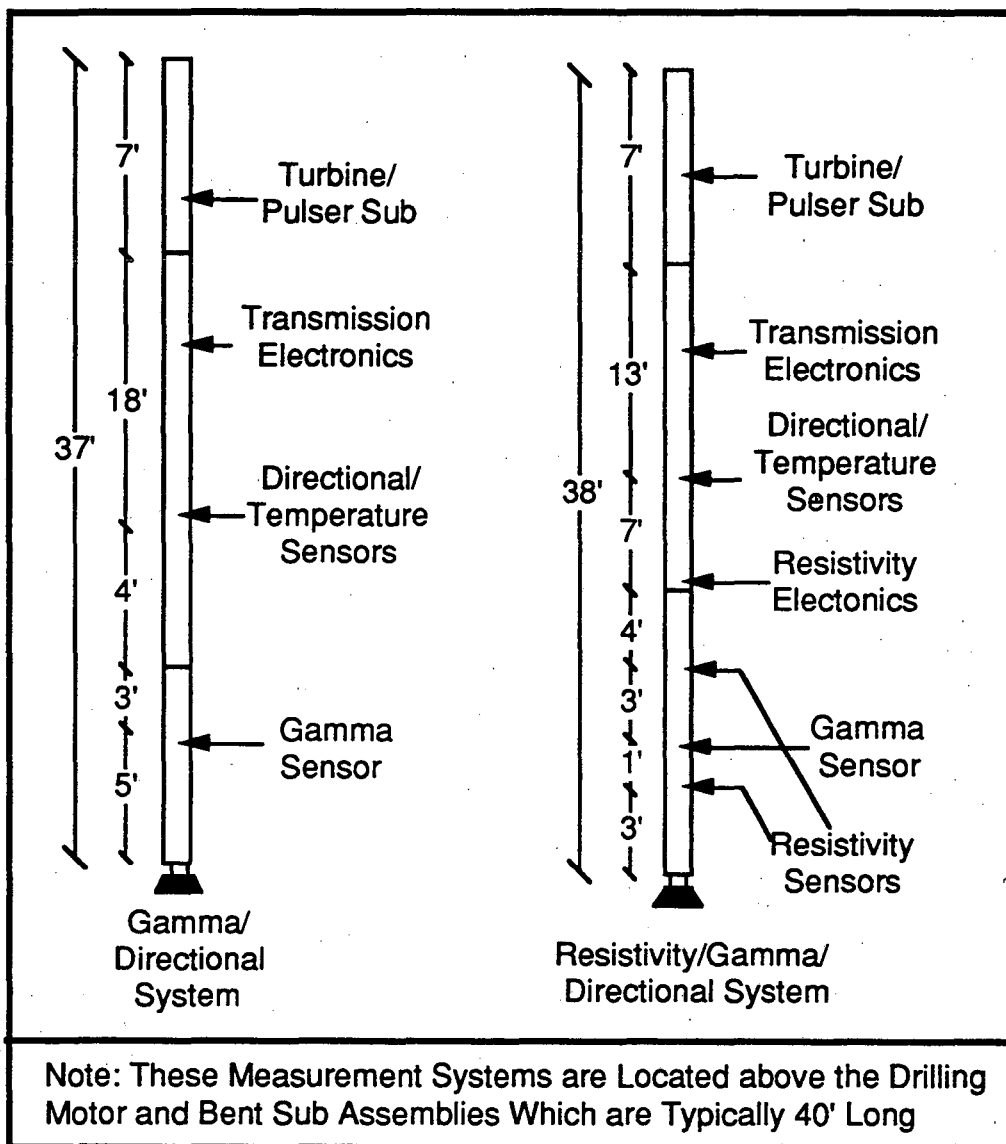 7'
Turbine/
Pulser Sub
Transmission
Electronics
18'
37'
Directional/
Temperature
Sensors
4'
3'
Gamma
Sensor
5'
Gamma/
Directional
System
7'
Turbine/
Pulser Sub
Transmission
Electronics
13'
Directional/
Temperature
Sensors
38'
7'
Resistivity
Electonics
4'
3'
Gamma
Sensor
1'
3'
Resistivity
Sensors
Resistivity/Gamma/
Directional System
Note: These Measurement Systems are Located above the Drilling
Motor and Bent Sub Assemblies Which are Typically 40' Long